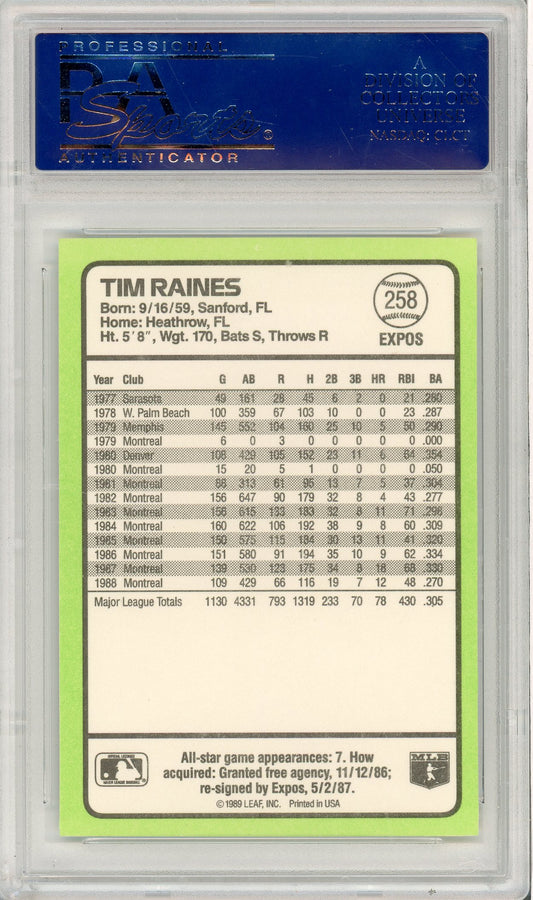 PROFESSIONAL
PSA
Sports®
AUTHENTICATOR
A
DIVISION OF
COLLECTORS
UNIVERSE
NASDAQ: CLCT
TIM RAINES
Born: 9/16/59, Sanford, FL
Home: Heathrow, FL
Ht. 5'8", Wgt. 170, Bats S, Throws R
258
EXPOS
Year Club G AB R H 2B 3B HR RBI BA
1977 Sarasota 49 161 28 45 6 2 0 21 .280
1978 W. Palm Beach 100 359 67 103 10 0 0 23 .287
1979 Memphis 145 552 104 160 25 10 5 50 .290
1979 Montreal 6 0 3 0 0 0 0 0 .000
1980 Denver 108 429 105 152 23 11 6 64 .354
1980 Montreal 15 20 5 1 0 0 0 0 .050
1981 Montreal 88 313 61 95 13 7 5 37 .304
1982 Montreal 156 647 90 179 32 8 4 43 .277
1983 Montreal 156 615 133 183 32 8 11 71 .298
1984 Montreal 160 622 106 192 38 9 8 60 .309
1985 Montreal 150 575 115 184 30 13 11 41 .320
1986 Montreal 151 580 91 194 35 10 9 62 .334
1987 Montreal 139 530 123 175 34 8 18 68 .330
1988 Montreal 109 429 66 116 19 7 12 48 .270
Major League Totals 1130 4331 793 1319 233 70 78 430 .305
All-star game appearances: 7. How
acquired: Granted free agency, 11/12/86;
re-signed by Expos, 5/2/87.
© 1989 LEAF, INC. Printed in USA
MLB